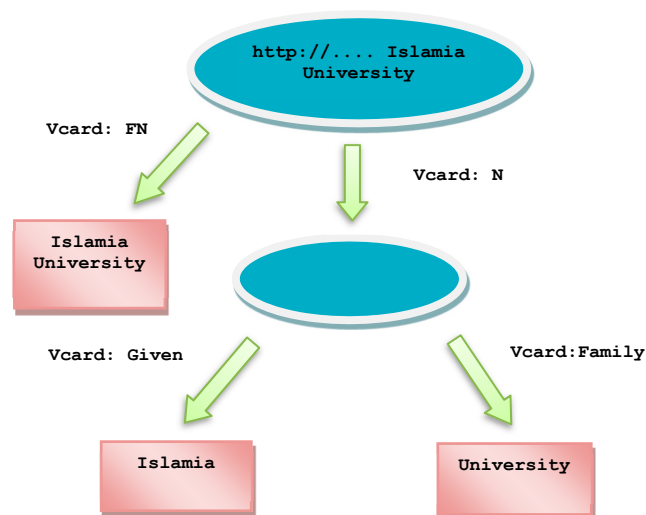 http://.... Islamia
University
Vcard: FN
Vcard: N
Islamia
University
Vcard: Given
Vcard:Family
Islamia
University